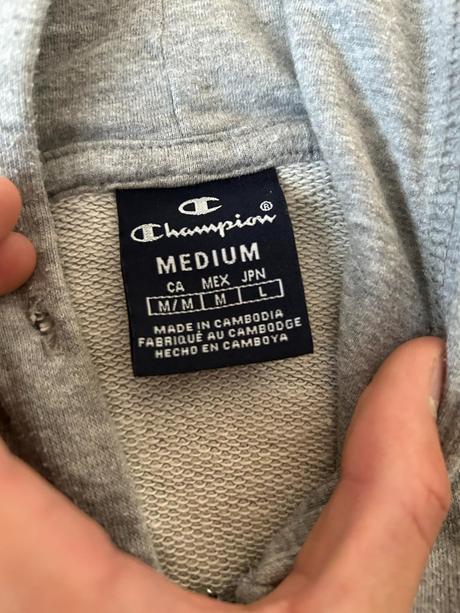 Champion®
MEDIUM
CA MEX JPN
M/M M L
MADE IN CAMBODIA
FABRIQUÉ AU CAMBODGE
HECHO EN CAMBOYA